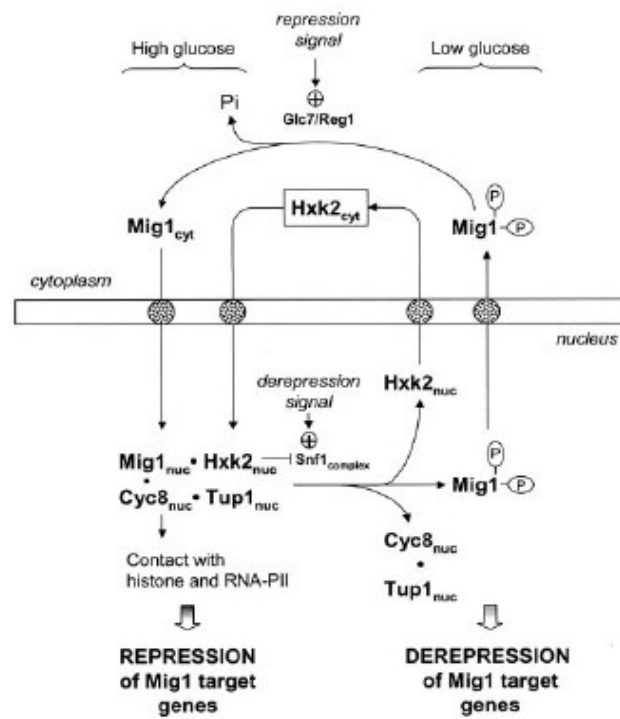 repression
signal
High glucose
Low glucose
Pi
Glc7/Reg1
P
Mig1cyt
Hxk2cyt
Mig1
P
cytoplasm
nucleus
derepression
signal
Hxk2nuc
P
Mig1nuc • Hxk2nuc
Snf1complex
Mig1
P
•
Cyc8nuc • Tup1nuc
Cyc8nuc
•
Tup1nuc
Contact with
histone and RNA-PII
REPRESSION
of Mig1 target
genes
DEREPRESSION
of Mig1 target
genes